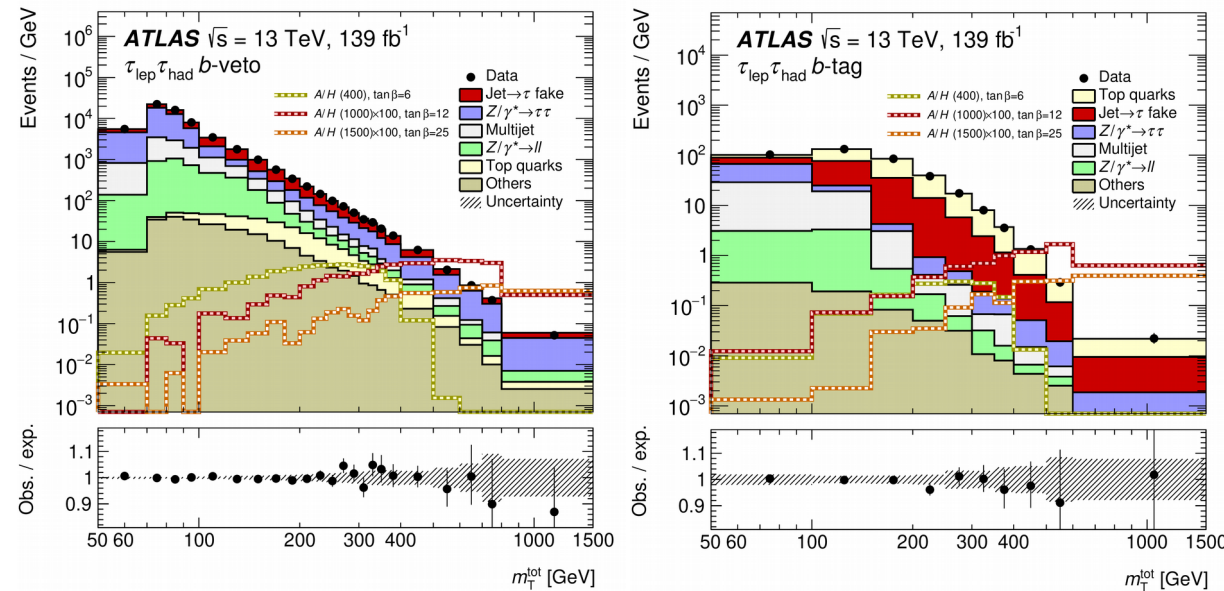 Events / GeV
10⁶
10⁵
10⁴
10³
10²
10
1
10⁻¹
10⁻²
10⁻³
ATLAS √s = 13 TeV, 139 fb⁻¹
τlepτhad b-veto
A/H (400), tanβ=6
A/H (1000)×100, tanβ=12
A/H (1500)×100, tanβ=25
Data
Jet→τ fake
Z/γ*→ττ
Multijet
Z/γ*→ll
Top quarks
Others
Uncertainty
Obs. / exp.
1.1
1
0.9
50 60 100 200 300 400 1000 1500
mTtot [GeV]
Events / GeV
10⁴
10³
10²
10
1
10⁻¹
10⁻²
10⁻³
ATLAS √s = 13 TeV, 139 fb⁻¹
τlepτhad b-tag
A/H (400), tanβ=6
A/H (1000)×100, tanβ=12
A/H (1500)×100, tanβ=25
Data
Top quarks
Jet→τ fake
Z/γ*→ττ
Multijet
Z/γ*→ll
Others
Uncertainty
Obs. / exp.
1.1
1
0.9
50 60 100 200 300 400 1000 1500
mTtot [GeV]